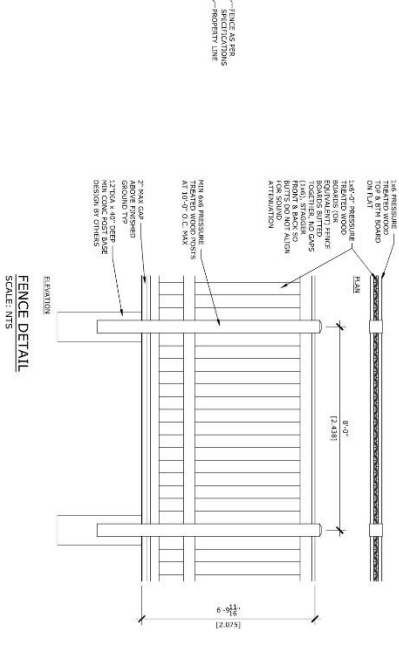 FENCE AS PER
SPECIFICATIONS
PROPERTY LINE
1x6 PRESSURE
TREATED WOOD
TOP & BTM BOARD
ON FLAT
1x6'-0" PRESSURE
TREATED WOOD
BOARDS (OR
EQUIVALENT) FENCE
BOARDS BUTTED
TOGETHER, NO GAPS
(1x6), STAGGER
FRONT & BACK SO
BUTTS DO NOT ALIGN
FOR SOUND
ATTENUATION
MIN 6x6 PRESSURE
TREATED WOOD POSTS
AT 10'-0" O.C. MAX
2" MAX GAP
ABOVE FINISHED
GROUND TYP
12"DIA x 48" DEEP
MIN CONC POST BASE
DESIGN BY OTHERS
PLAN
8'-0"
[2.438]
6'-9 11/16"
[2.075]
ELEVATION
FENCE DETAIL
SCALE: NTS